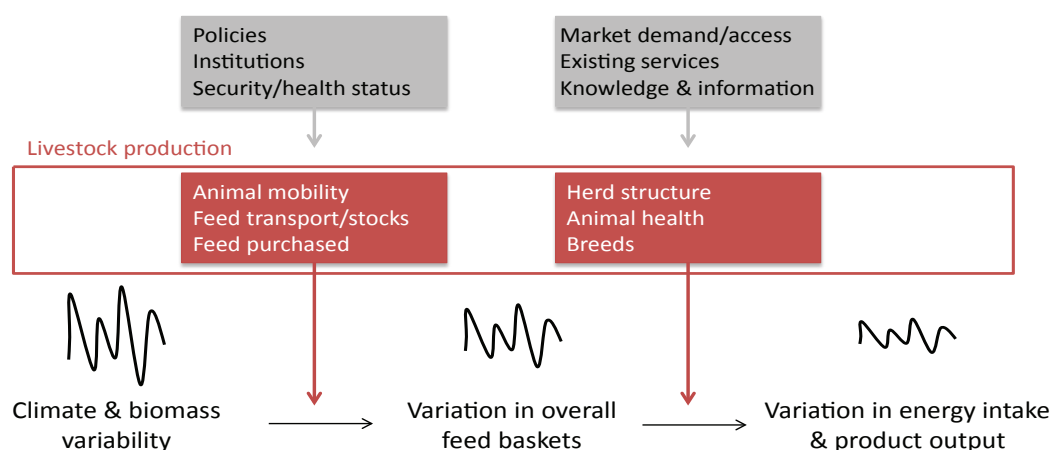 Policies
Institutions
Security/health status
Market demand/access
Existing services
Knowledge & information
Livestock production
Animal mobility
Feed transport/stocks
Feed purchased
Herd structure
Animal health
Breeds
Climate & biomass
variability
Variation in overall
feed baskets
Variation in energy intake
& product output